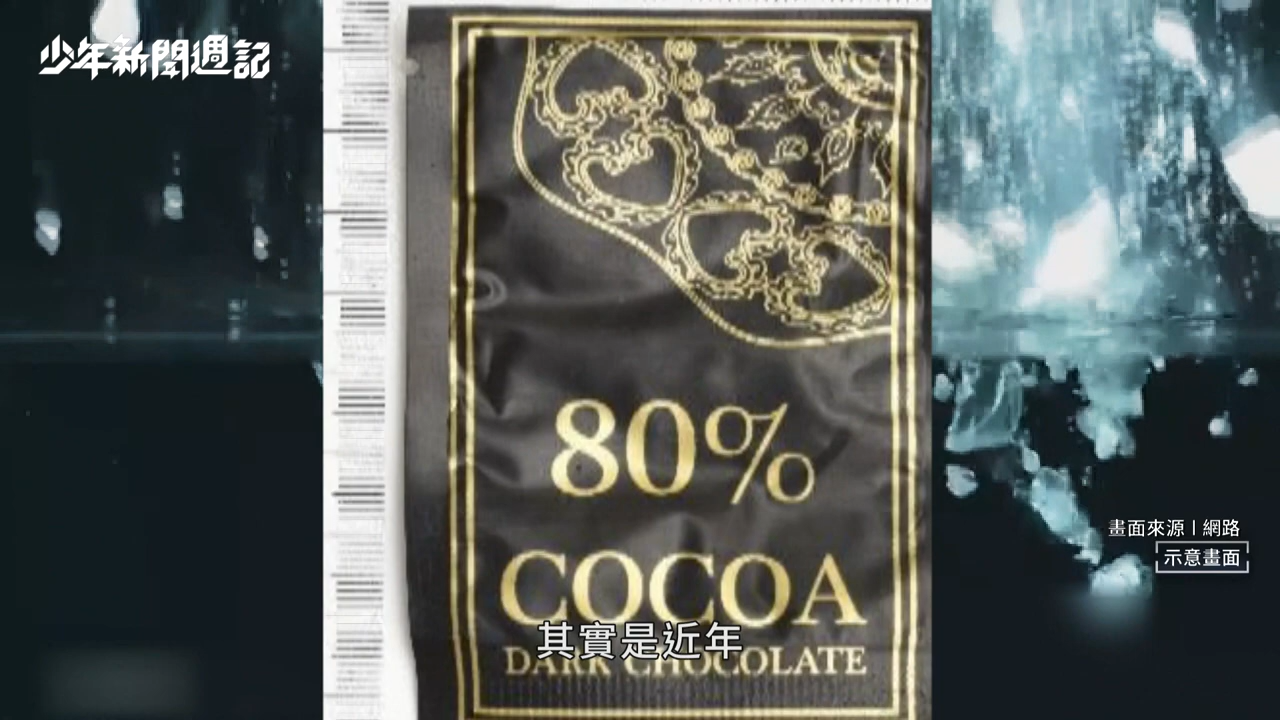 少年新聞週記
80%
COCOA
DARK CHOCOLATE
其實是近年
畫面來源 | 網路
示意畫面